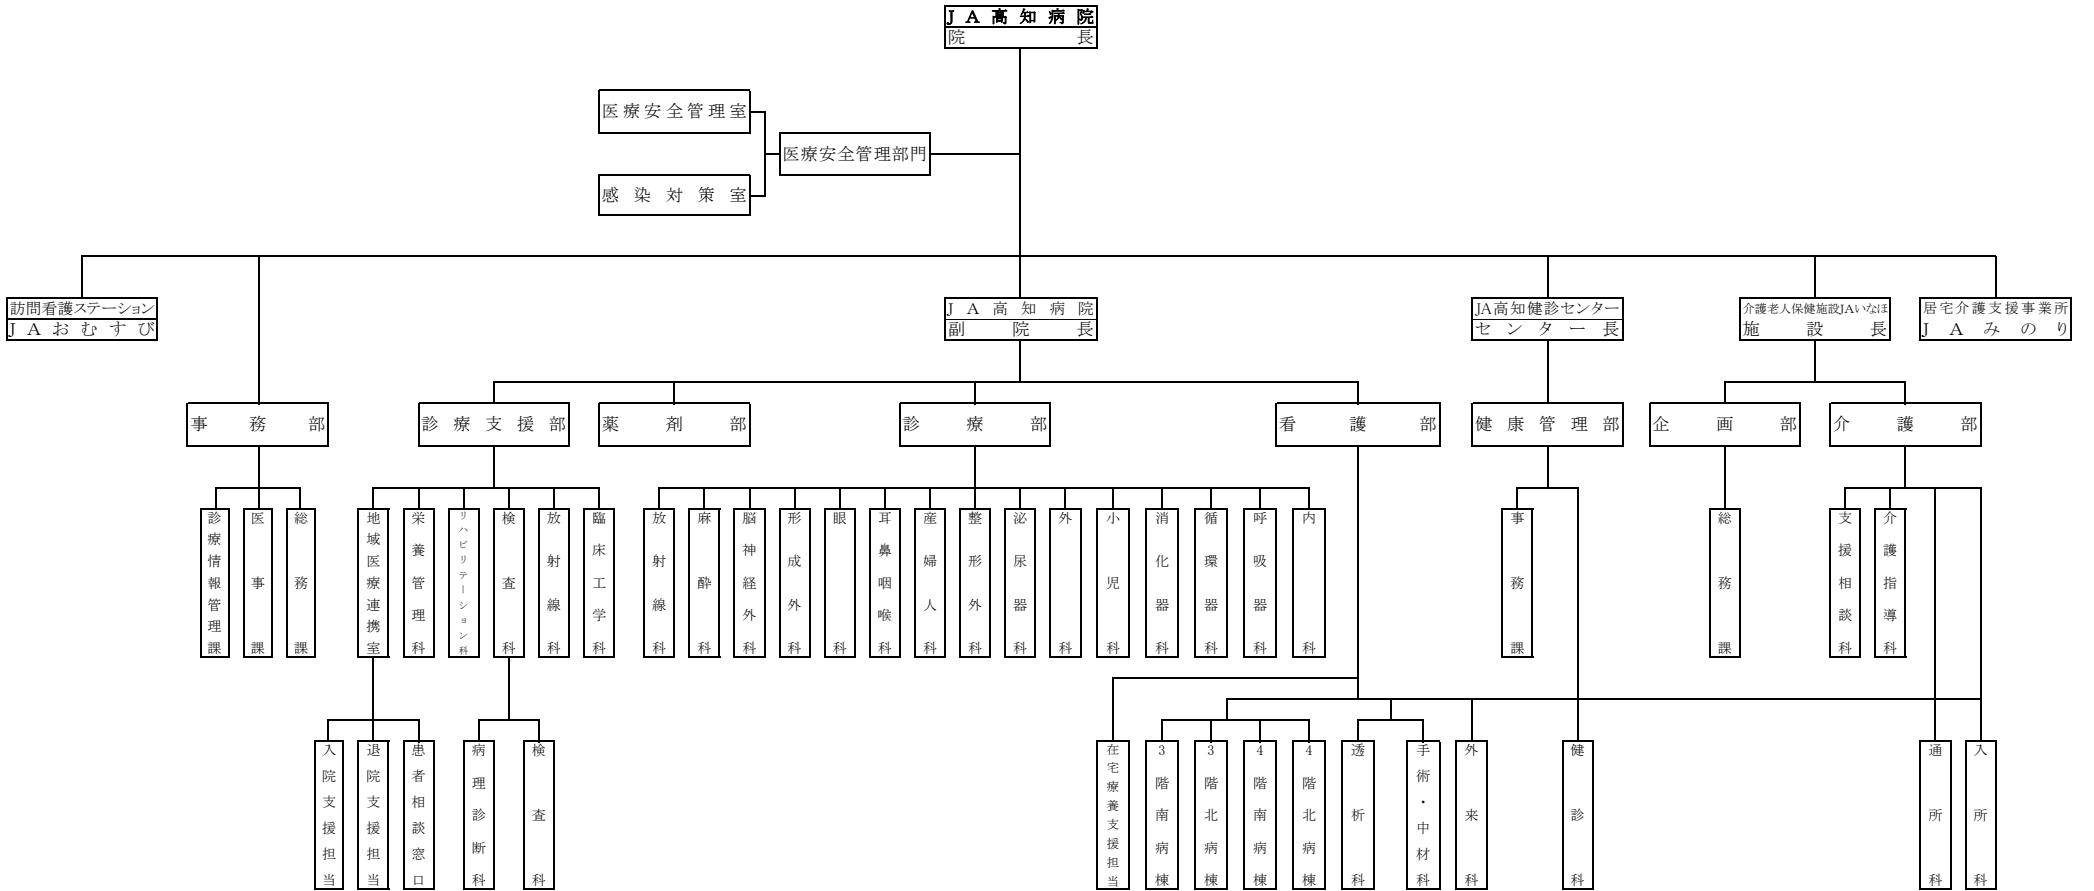 JA高知病院
院長
医療安全管理室
医療安全管理部門
感染対策室
訪問看護ステーション
JAおむすび
JA高知病院
副院長
JA高知健診センター
センター長
介護老人保健施設JAいなほ
施設長
居宅介護支援事業所
JAみのり
事務部
診療支援部
薬剤部
診療部
看護部
健康管理部
企画部
介護部
診療情報管理課
医事課
総務課
地域医療連携室
栄養管理科
リハビリテーション科
検査科
放射線科
臨床工学科
放射線科
麻酔科
脳神経外科
形成外科
眼科
耳鼻咽喉科
産婦人科
整形外科
泌尿器科
外科
小児科
消化器科
循環器科
呼吸器科
内科
事務課
総務課
支援相談科
介護指導科
入院支援担当
退院支援担当
患者相談窓口
病理診断科
検査科
在宅療養支援担当
3階南病棟
3階北病棟
4階南病棟
4階北病棟
透析科
手術・中材科
外来科
健診科
通所科
入所科